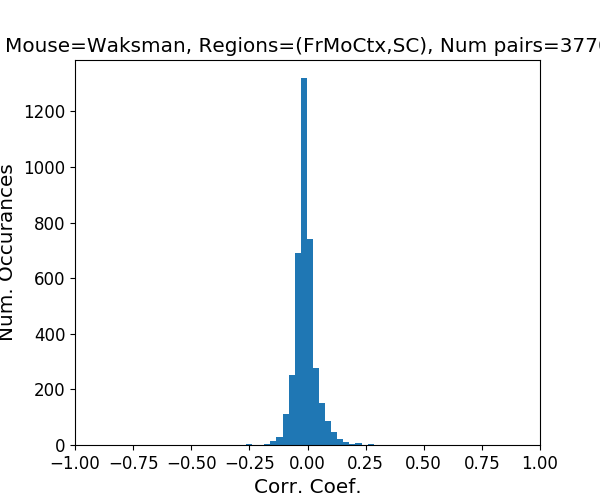 Mouse=Waksman, Regions=(FrMoCtx,SC), Num pairs=377
Num. Occurances
1200
1000
800
600
400
200
0
−1.00 −0.75 −0.50 −0.25 0.00 0.25 0.50 0.75 1.00
Corr. Coef.